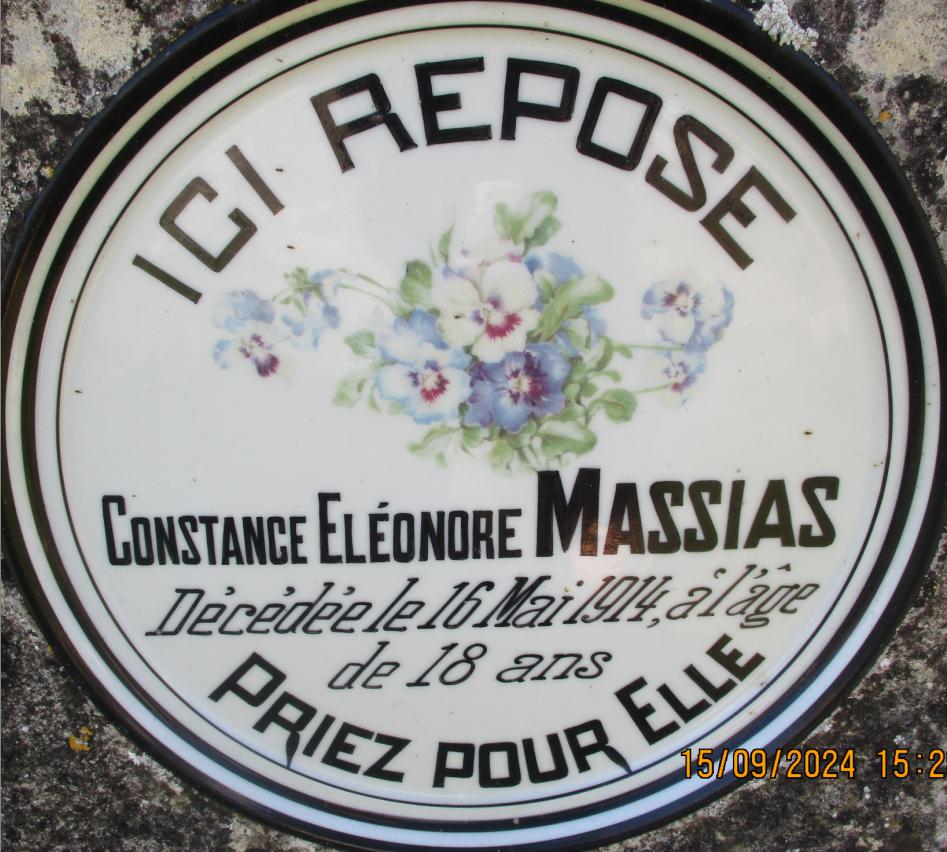 ICI REPOSE
CONSTANCE ELÉONORE MASSIAS
Décédée le 16 Mai 1914, à l'âge
de 18 ans
PRIEZ POUR ELLE
15/09/2024 15:2